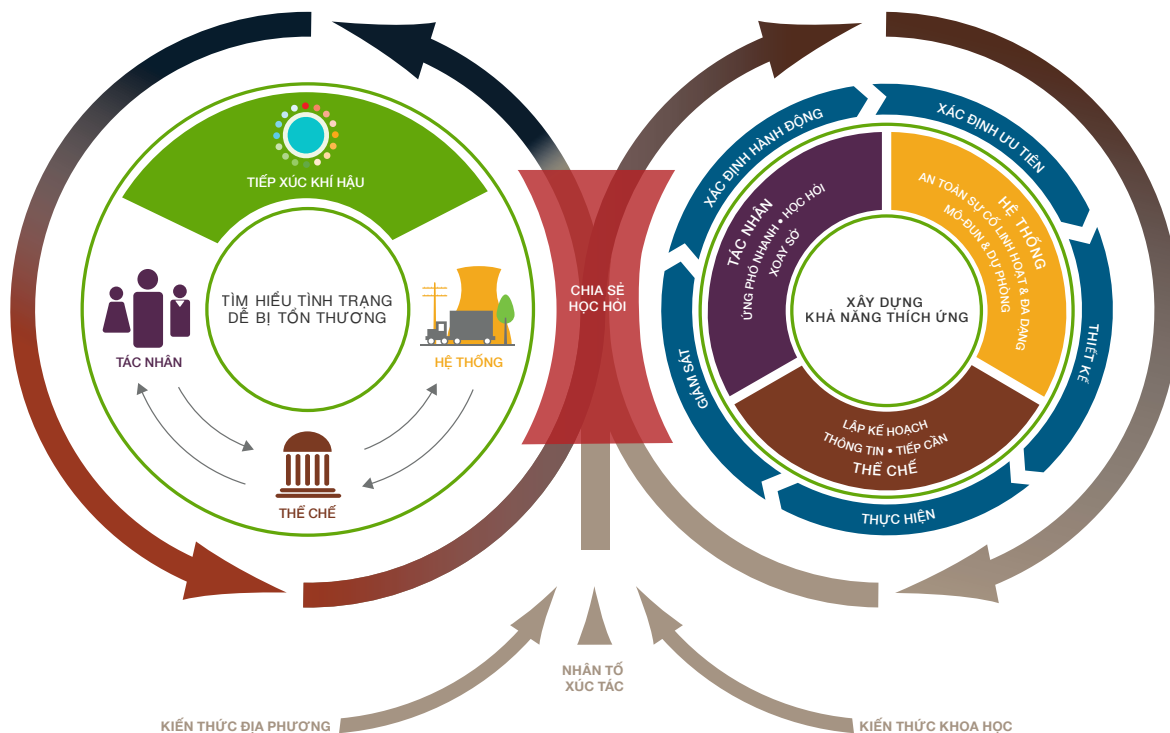 TIẾP XÚC KHÍ HẬU
TÌM HIỂU TÌNH TRẠNG
DỄ BỊ TỔN THƯƠNG
TÁC NHÂN
HỆ THỐNG
THỂ CHẾ
CHIA SẺ
HỌC HỎI
XÁC ĐỊNH HÀNH ĐỘNG
XÁC ĐỊNH ƯU TIÊN
THIẾT KẾ
THỰC HIỆN
GIÁM SÁT
TÁC NHÂN
ỨNG PHÓ NHANH • HỌC HỎI
XOAY SỞ
HỆ THỐNG
AN TOÀN SỰ CỐ LINH HOẠT & ĐA DẠNG
MÔ-ĐUN & DỰ PHÒNG
XÂY DỰNG
KHẢ NĂNG THÍCH ỨNG
LẬP KẾ HOẠCH
THÔNG TIN • TIẾP CẦN
THỂ CHẾ
NHÂN TỐ
XÚC TÁC
KIẾN THỨC ĐỊA PHƯƠNG
KIẾN THỨC KHOA HỌC